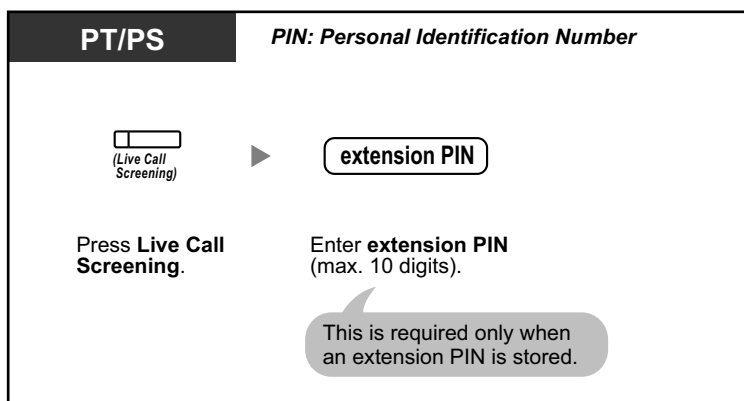 PT/PS
PIN: Personal Identification Number
(Live Call
Screening)
extension PIN
Press Live Call
Screening.
Enter extension PIN
(max. 10 digits).
This is required only when
an extension PIN is stored.